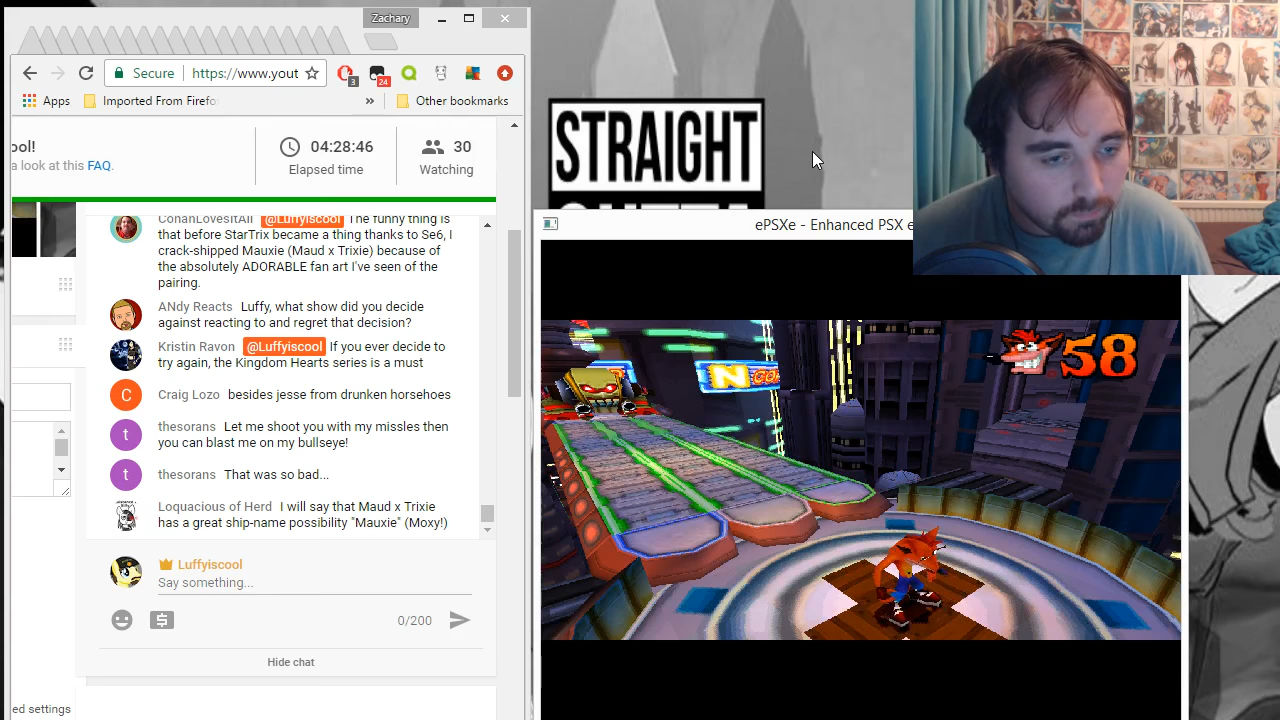 Zachary
Secure
https://www.yout
3
24
Apps
Imported From Firefo
»
Other bookmarks
ool!
a look at this FAQ.
04:28:46
Elapsed time
30
Watching
ConanLovesItAll @Luffyiscool The funny thing is
that before StarTrix became a thing thanks to Se6, I
crack-shipped Mauxie (Maud x Trixie) because of
the absolutely ADORABLE fan art I've seen of the
pairing.
ANdy Reacts Luffy, what show did you decide
against reacting to and regret that decision?
Kristin Ravon @Luffyiscool If you ever decide to
try again, the Kingdom Hearts series is a must
C
Craig Lozo besides jesse from drunken horsehoes
t
thesorans Let me shoot you with my missles then
you can blast me on my bullseye!
t
thesorans That was so bad...
Loquacious of Herd I will say that Maud x Trixie
has a great ship-name possibility "Mauxie" (Moxy!)
Luffyiscool
Say something...
0/200
Hide chat
ed settings
STRAIGHT
OUTTA
ePSXe - Enhanced PSX e
N
58